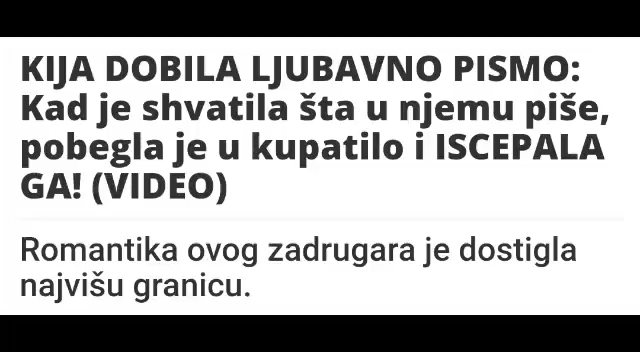 KIJA DOBILA LJUBAVNO PISMO:
Kad je shvatila šta u njemu piše,
pobegla je u kupatilo i ISCEPALA
GA! (VIDEO)
Romantika ovog zadrugara je dostigla
najvišu granicu.